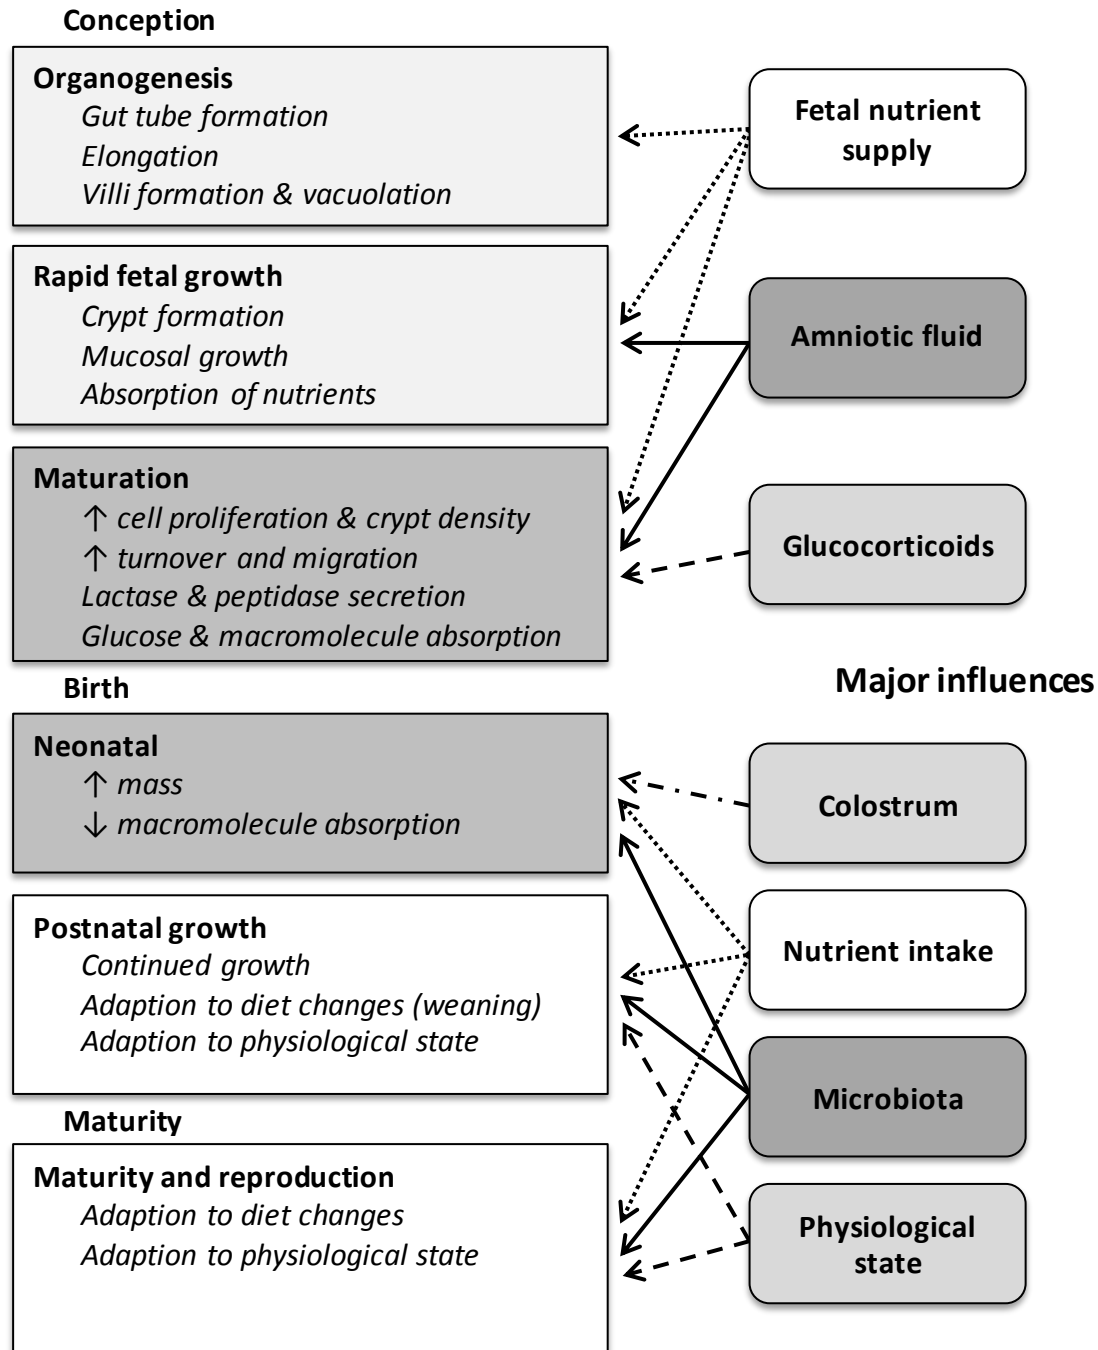 Conception
Organogenesis
Gut tube formation
Elongation
Villi formation & vacuolation
Rapid fetal growth
Crypt formation
Mucosal growth
Absorption of nutrients
Maturation
↑ cell proliferation & crypt density
↑ turnover and migration
Lactase & peptidase secretion
Glucose & macromolecule absorption
Birth
Neonatal
↑ mass
↓ macromolecule absorption
Postnatal growth
Continued growth
Adaption to diet changes (weaning)
Adaption to physiological state
Maturity
Maturity and reproduction
Adaption to diet changes
Adaption to physiological state
Fetal nutrient
supply
Amniotic fluid
Glucocorticoids
Major influences
Colostrum
Nutrient intake
Microbiota
Physiological
state